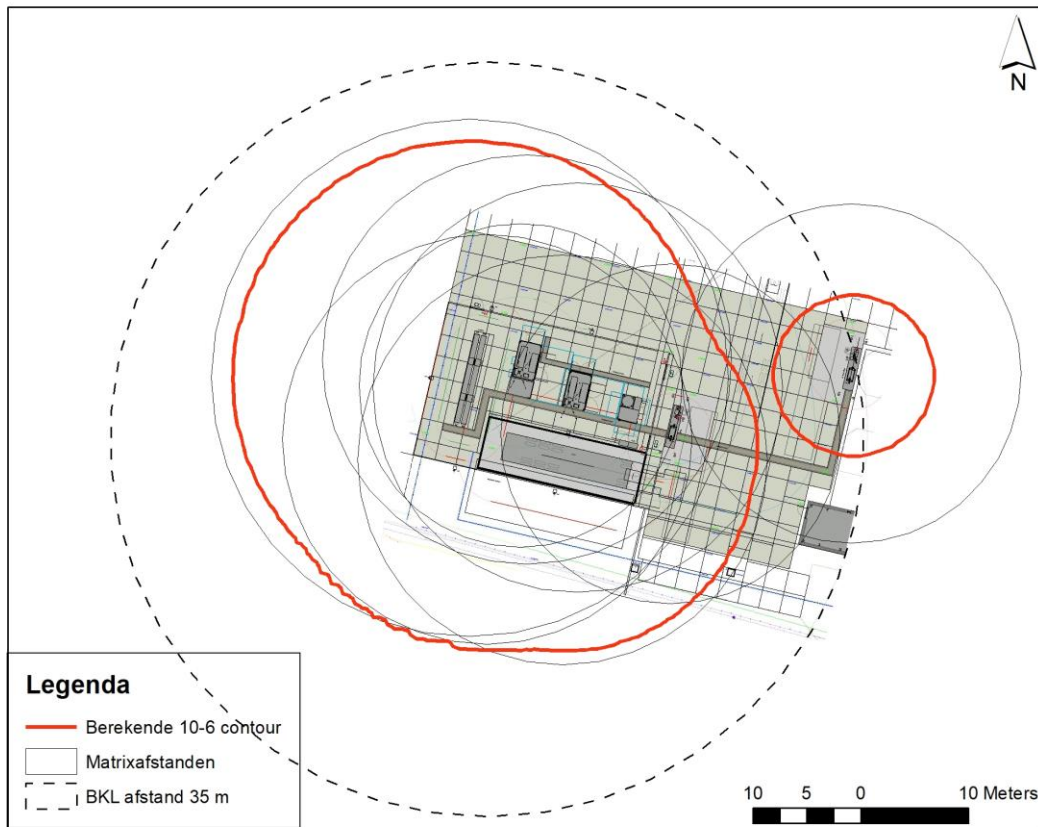 N
Legenda
Berekende 10-6 contour
Matrixafstanden
BKL afstand 35 m
10 5 0 10 Meters